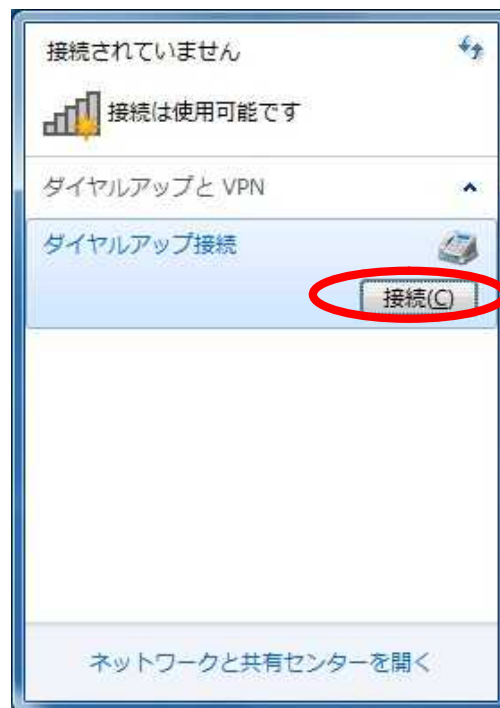 接続されていません
接続は使用可能です
ダイヤルアップと VPN
ダイヤルアップ接続
接続(C)
ネットワークと共有センターを開く